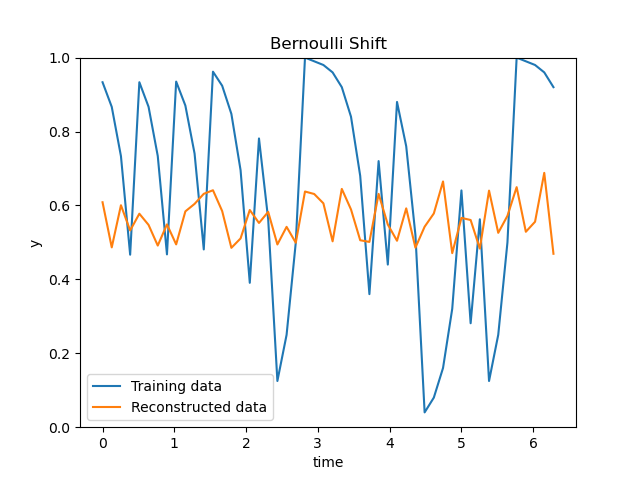 Bernoulli Shift
1.0
0.8
0.6
0.4
0.2
0.0
y
Training data
Reconstructed data
0 1 2 3 4 5 6
time